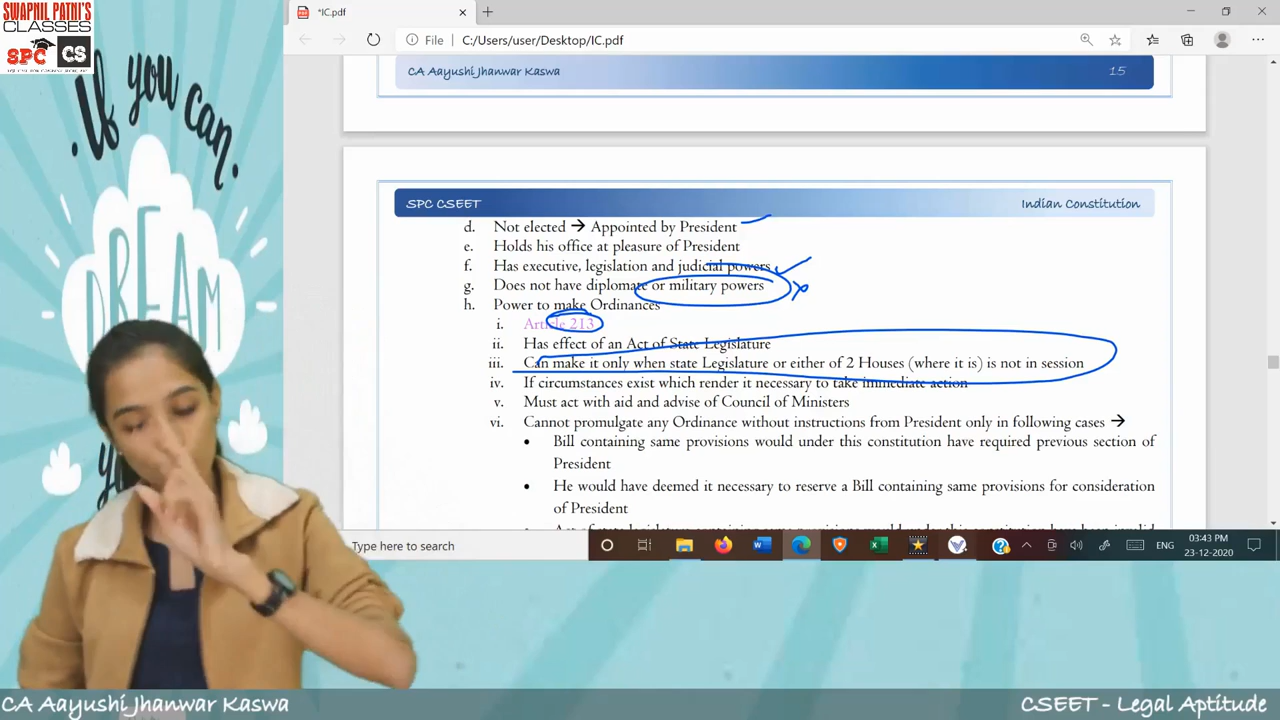 SWAPNIL PATNI'S
CLASSES
SPC CS
*IC.pdf
File C:/Users/user/Desktop/IC.pdf
If you can
DREAM
CA Aayushi Jhanwar Kaswa 15
SPC CSEET Indian Constitution
d. Not elected → Appointed by President
e. Holds his office at pleasure of President
f. Has executive, legislation and judicial powers
g. Does not have diplomate or military powers
h. Power to make Ordinances
i. Article 213
ii. Has effect of an Act of State Legislature
iii. Can make it only when state Legislature or either of 2 Houses (where it is) is not in session
iv. If circumstances exist which render it necessary to take immediate action
v. Must act with aid and advise of Council of Ministers
vi. Cannot promulgate any Ordinance without instructions from President only in following cases →
• Bill containing same provisions would under this constitution have required previous section of
President
• He would have deemed it necessary to reserve a Bill containing same provisions for consideration
of President
Type here to search
ENG
03:43 PM
23-12-2020
CA Aayushi Jhanwar Kaswa
CSEET - Legal Aptitude